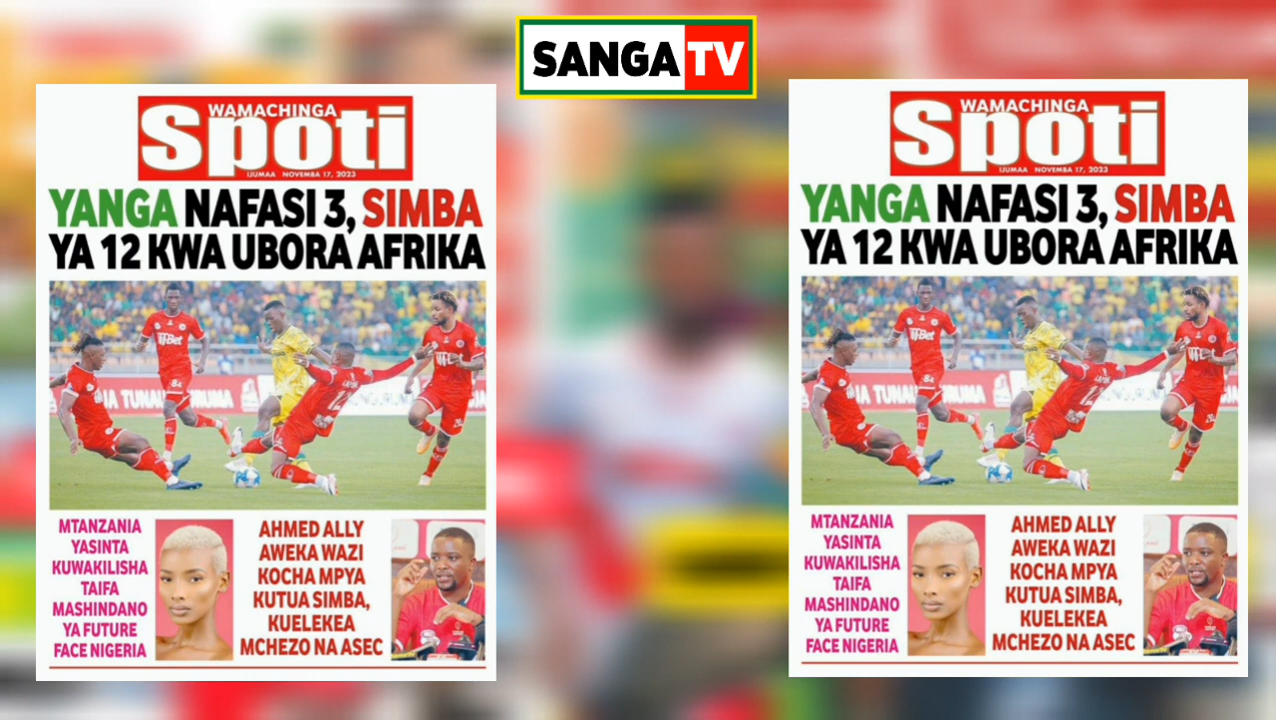 SANGA TV
WAMACHINGA
Spoti
IJUMAA NOVEMBA 17, 2023
YANGA NAFASI 3, SIMBA
YA 12 KWA UBORA AFRIKA
MTANZANIA
YASINTA
KUWAKILISHA
TAIFA
MASHINDANO
YA FUTURE
FACE NIGERIA
AHMED ALLY
AWEKA WAZI
KOCHA MPYA
KUTUA SIMBA,
KUELEKEA
MCHEZO NA ASEC
WAMACHINGA
Spoti
IJUMAA NOVEMBA 17, 2023
YANGA NAFASI 3, SIMBA
YA 12 KWA UBORA AFRIKA
MTANZANIA
YASINTA
KUWAKILISHA
TAIFA
MASHINDANO
YA FUTURE
FACE NIGERIA
AHMED ALLY
AWEKA WAZI
KOCHA MPYA
KUTUA SIMBA,
KUELEKEA
MCHEZO NA ASEC